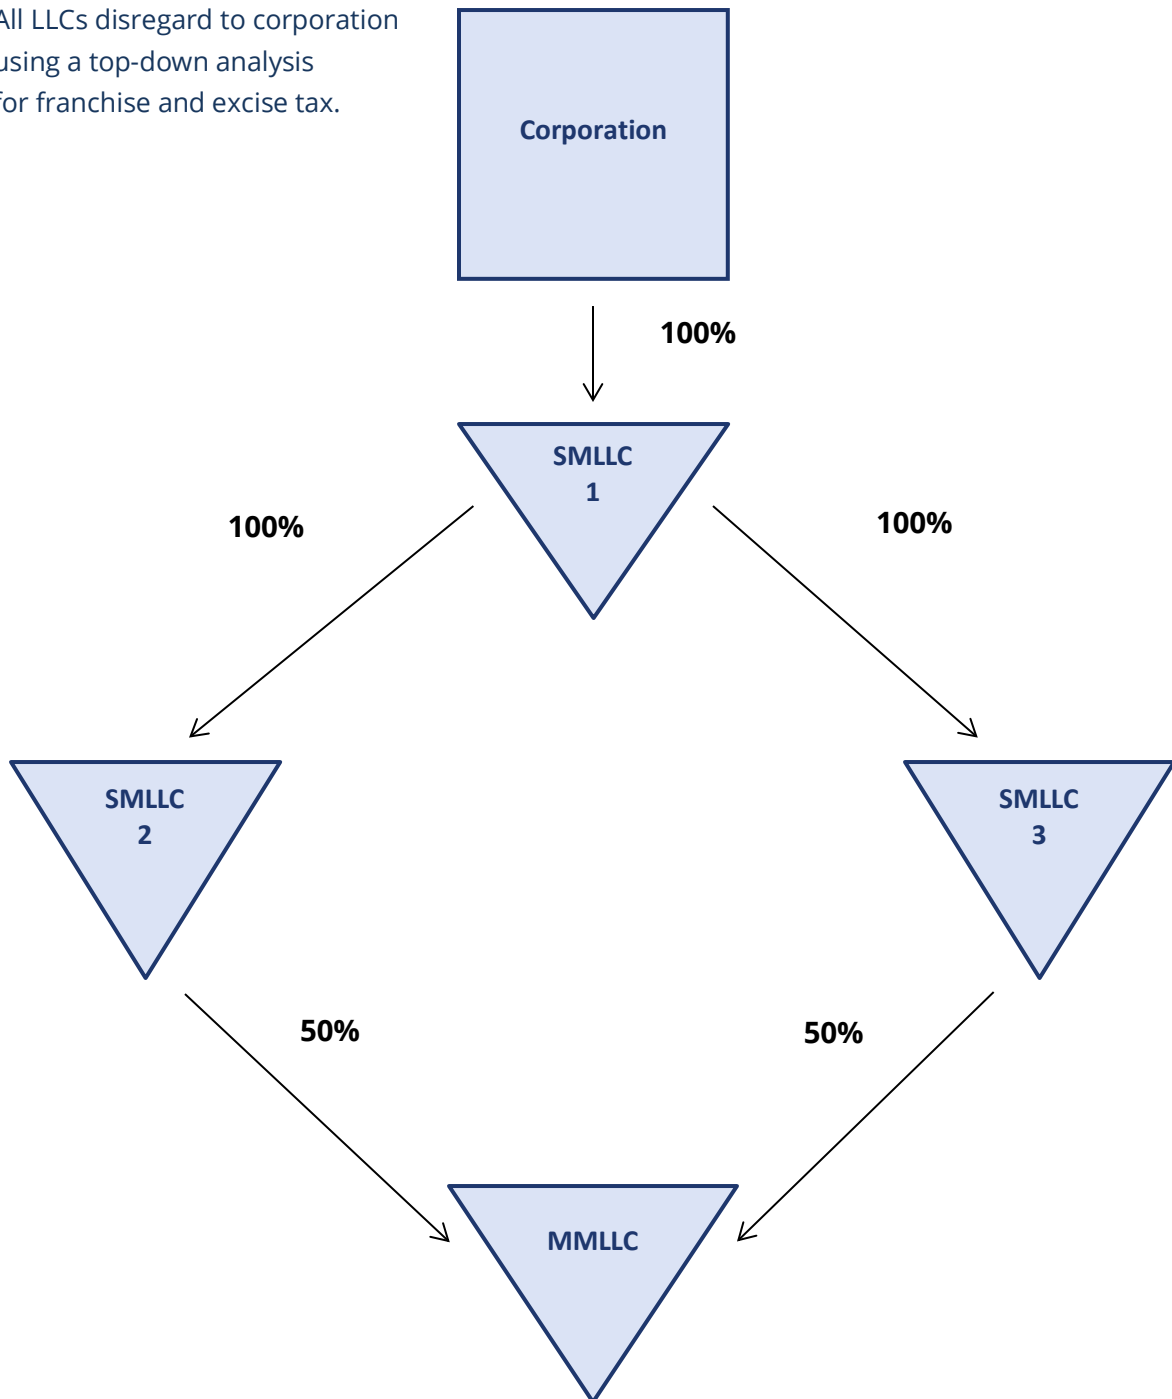 All LLCs disregard to corporation
using a top-down analysis
for franchise and excise tax.
Corporation
100%
SMLLC
1
100%
100%
SMLLC
2
SMLLC
3
50%
50%
MMLLC